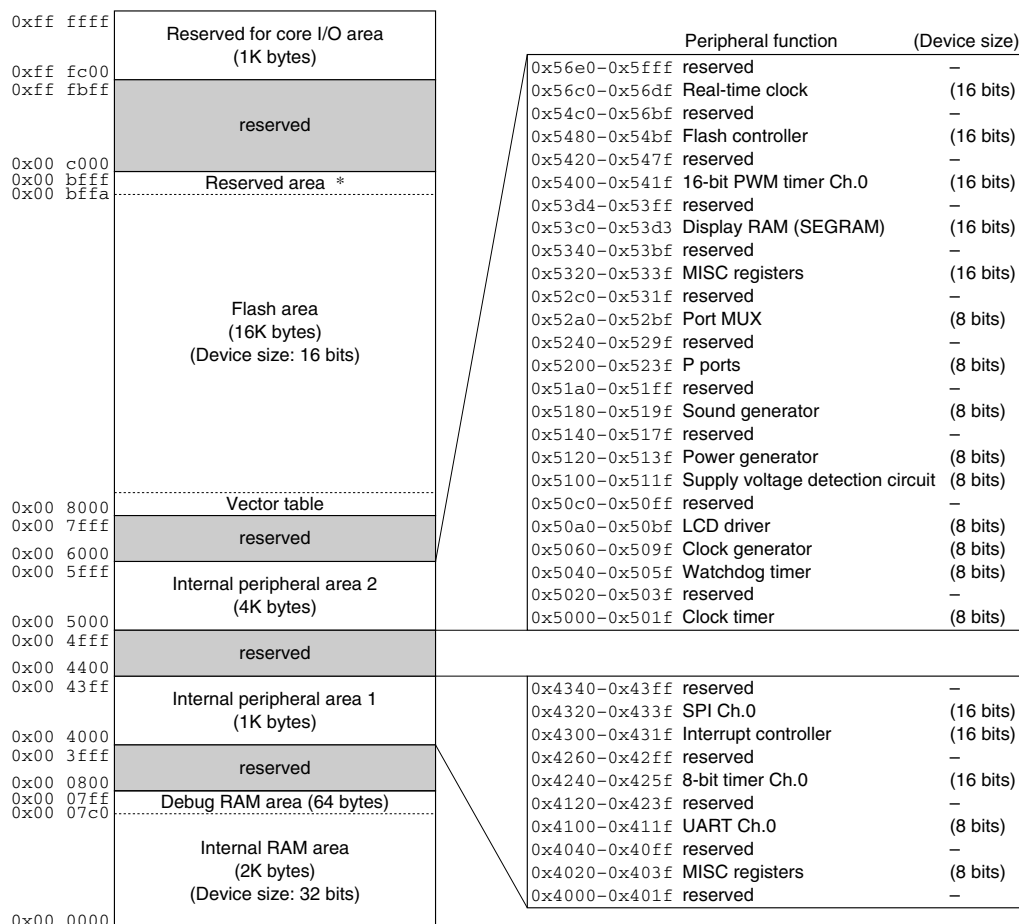 0xff ffff
Reserved for core I/O area
(1K bytes)
0xff fc00
0xff fbff
reserved
0x00 c000
0x00 bfff
Reserved area *
0x00 bffa
Flash area
(16K bytes)
(Device size: 16 bits)
Vector table
0x00 8000
0x00 7fff
reserved
0x00 6000
0x00 5fff
Internal peripheral area 2
(4K bytes)
0x00 5000
0x00 4fff
reserved
0x00 4400
0x00 43ff
Internal peripheral area 1
(1K bytes)
0x00 4000
0x00 3fff
reserved
0x00 0800
0x00 07ff
Debug RAM area (64 bytes)
0x00 07c0
Internal RAM area
(2K bytes)
(Device size: 32 bits)
0x00 0000
Peripheral function (Device size)
0x56e0–0x5fff reserved –
0x56c0–0x56df Real-time clock (16 bits)
0x54c0–0x56bf reserved –
0x5480–0x54bf Flash controller (16 bits)
0x5420–0x547f reserved –
0x5400–0x541f 16-bit PWM timer Ch.0 (16 bits)
0x53d4–0x53ff reserved –
0x53c0–0x53d3 Display RAM (SEGRAM) (16 bits)
0x5340–0x53bf reserved –
0x5320–0x533f MISC registers (16 bits)
0x52c0–0x531f reserved –
0x52a0–0x52bf Port MUX (8 bits)
0x5240–0x529f reserved –
0x5200–0x523f P ports (8 bits)
0x51a0–0x51ff reserved –
0x5180–0x519f Sound generator (8 bits)
0x5140–0x517f reserved –
0x5120–0x513f Power generator (8 bits)
0x5100–0x511f Supply voltage detection circuit (8 bits)
0x50c0–0x50ff reserved –
0x50a0–0x50bf LCD driver (8 bits)
0x5060–0x509f Clock generator (8 bits)
0x5040–0x505f Watchdog timer (8 bits)
0x5020–0x503f reserved –
0x5000–0x501f Clock timer (8 bits)
0x4340–0x43ff reserved –
0x4320–0x433f SPI Ch.0 (16 bits)
0x4300–0x431f Interrupt controller (16 bits)
0x4260–0x42ff reserved –
0x4240–0x425f 8-bit timer Ch.0 (16 bits)
0x4120–0x423f reserved –
0x4100–0x411f UART Ch.0 (8 bits)
0x4040–0x40ff reserved –
0x4020–0x403f MISC registers (8 bits)
0x4000–0x401f reserved –